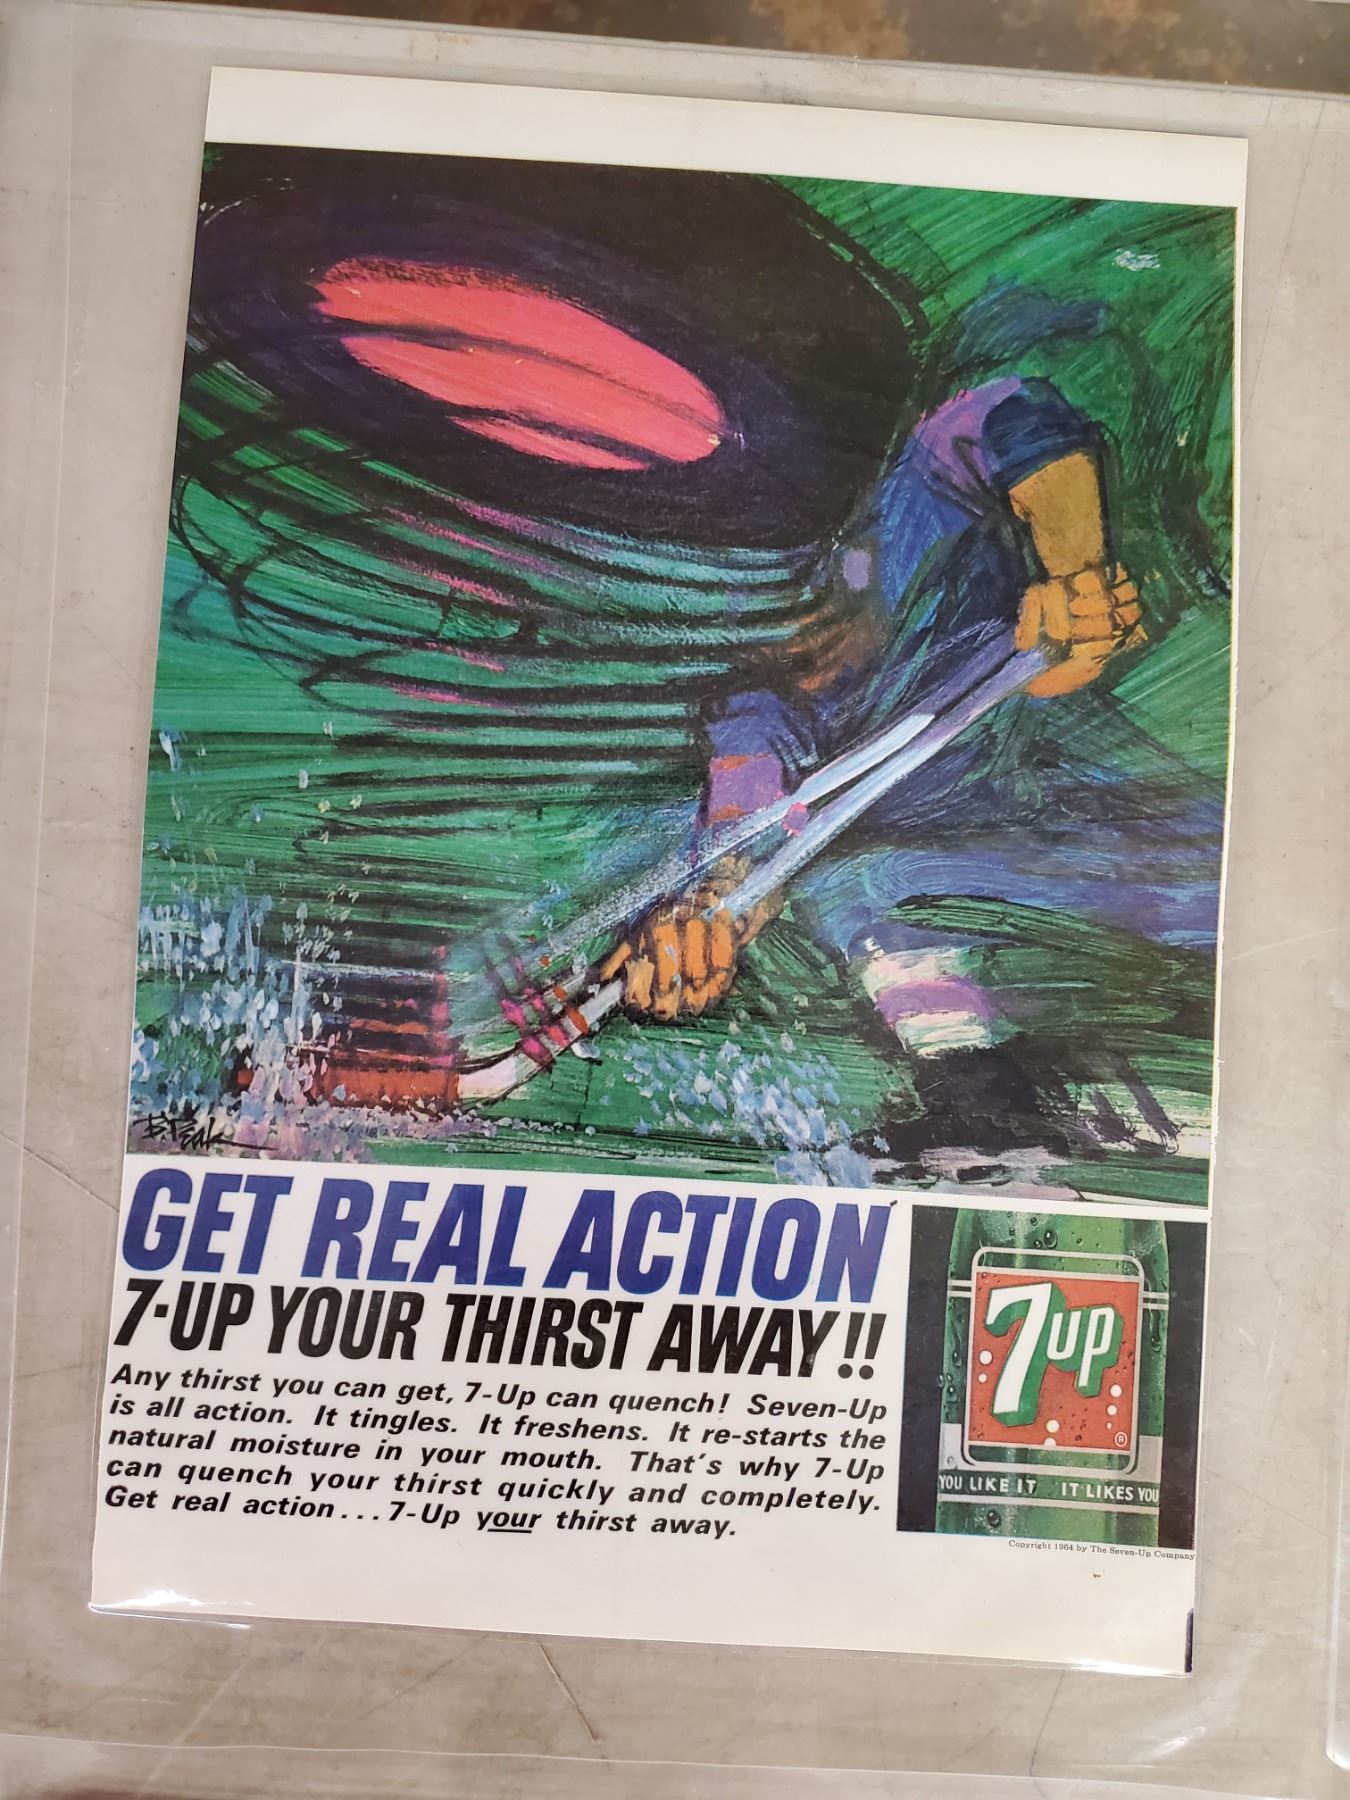 B. Peak
GET REAL ACTION
7-UP YOUR THIRST AWAY!!
Any thirst you can get, 7-Up can quench! Seven-Up
is all action. It tingles. It freshens. It re-starts the
natural moisture in your mouth. That's why 7-Up
can quench your thirst quickly and completely.
Get real action...7-Up your thirst away.
7up
®
YOU LIKE IT IT LIKES YOU
Copyright 1964 by The Seven-Up Company